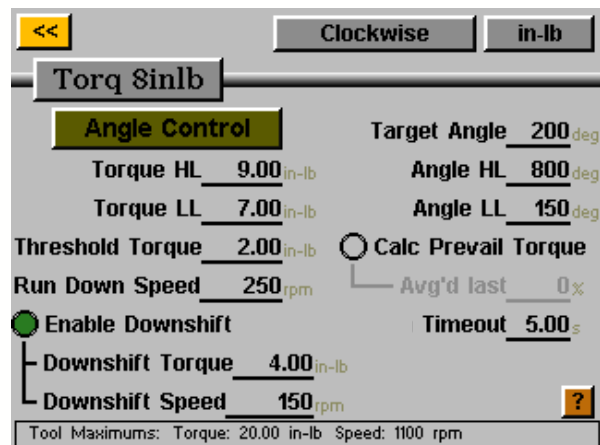 << Clockwise in-lb
Torq 8inlb
Angle Control Target Angle 200 deg
Torque HL 9.00 in-lb Angle HL 800 deg
Torque LL 7.00 in-lb Angle LL 150 deg
Threshold Torque 2.00 in-lb Calc Prevail Torque
Run Down Speed 250 rpm Avg'd last 0 %
Enable Downshift Timeout 5.00 s
Downshift Torque 4.00 in-lb
Downshift Speed 150 rpm ?
Tool Maximums: Torque: 20.00 in-lb Speed: 1100 rpm